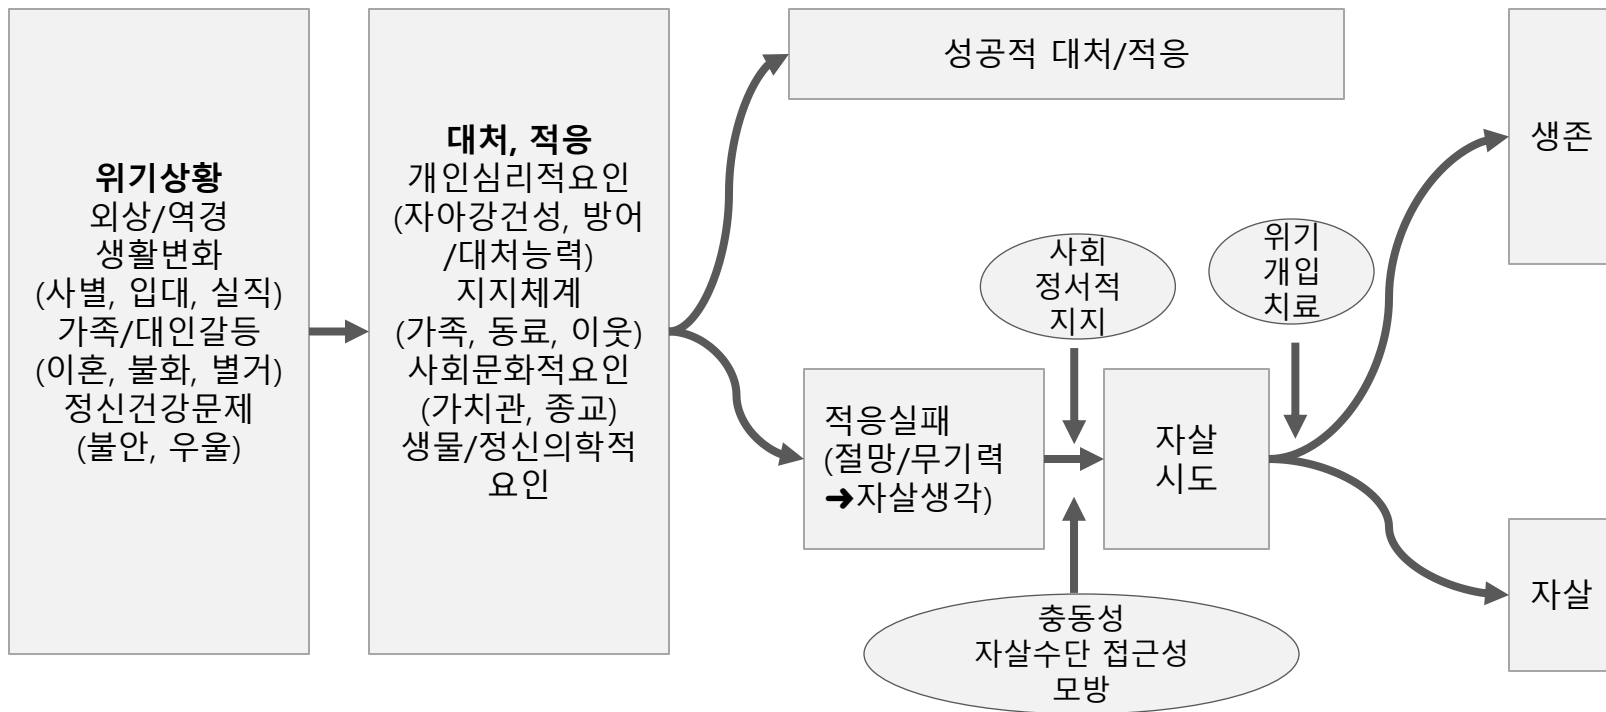 위기상황
외상/역경
생활변화
(사별, 입대, 실직)
가족/대인갈등
(이혼, 불화, 별거)
정신건강문제
(불안, 우울)
대처, 적응
개인심리적요인
(자아강건성, 방어
/대처능력)
지지체계
(가족, 동료, 이웃)
사회문화적요인
(가치관, 종교)
생물/정신의학적
요인
성공적 대처/적응
적응실패
(절망/무기력
➜자살생각)
사회
정서적
지지
충동성
자살수단 접근성
모방
자살
시도
위기
개입
치료
생존
자살